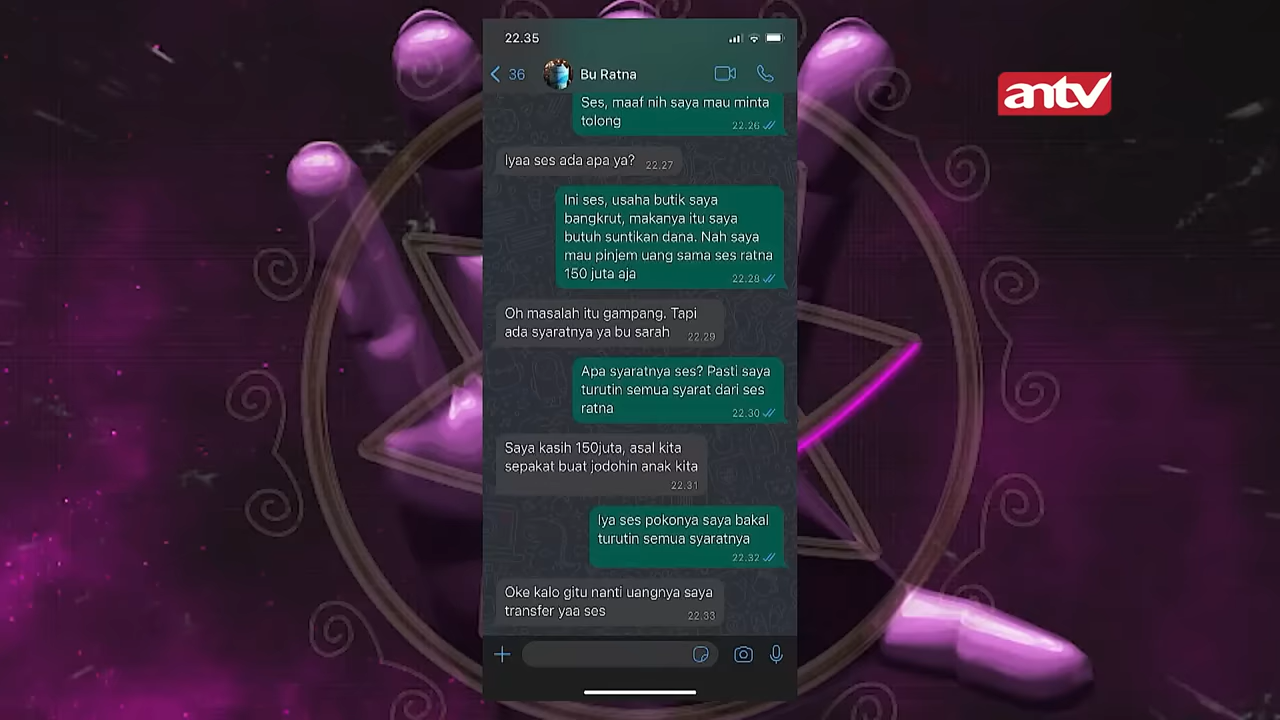 22.35
antv
36
Bu Ratna
Ses, maaf nih saya mau minta
tolong
22.26
Iyaa ses ada apa ya?
22.27
Ini ses, usaha butik saya
bangkrut, makanya itu saya
butuh suntikan dana. Nah saya
mau pinjem uang sama ses ratna
150 juta aja
22.28
Oh masalah itu gampang. Tapi
ada syaratnya ya bu sarah
22.29
Apa syaratnya ses? Pasti saya
turutin semua syarat dari ses
ratna
22.30
Saya kasih 150juta, asal kita
sepakat buat jodohin anak kita
22.31
Iya ses pokonya saya bakal
turutin semua syaratnya
22.32
Oke kalo gitu nanti uangnya saya
transfer yaa ses
22.33